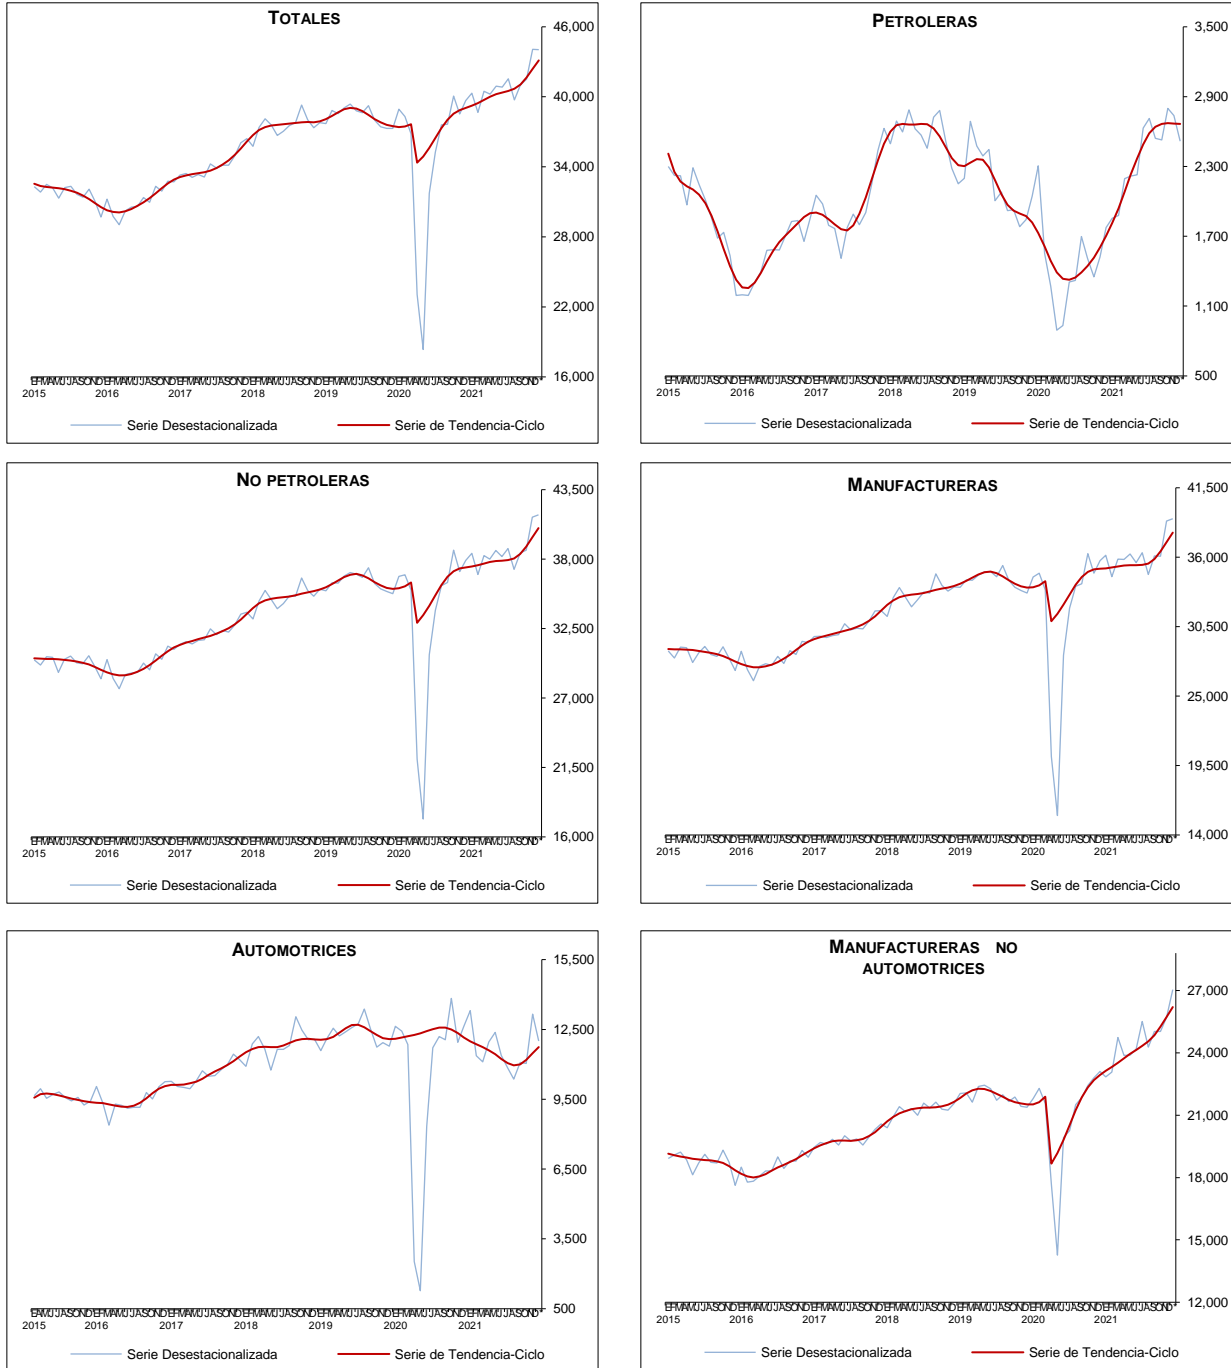 TOTALES
46,000
40,000
34,000
28,000
22,000
16,000
2015 2016 2017 2018 2019 2020 2021
Serie Desestacionalizada Serie de Tendencia-Ciclo
PETROLERAS
3,500
2,900
2,300
1,700
1,100
500
2015 2016 2017 2018 2019 2020 2021
Serie Desestacionalizada Serie de Tendencia-Ciclo
NO PETROLERAS
43,500
38,000
32,500
27,000
21,500
16,000
2015 2016 2017 2018 2019 2020 2021
Serie Desestacionalizada Serie de Tendencia-Ciclo
MANUFACTURERAS
41,500
36,000
30,500
25,000
19,500
14,000
2015 2016 2017 2018 2019 2020 2021
Serie Desestacionalizada Serie de Tendencia-Ciclo
AUTOMOTRICES
15,500
12,500
9,500
6,500
3,500
500
2015 2016 2017 2018 2019 2020 2021
Serie Desestacionalizada Serie de Tendencia-Ciclo
MANUFACTURERAS NO
AUTOMOTRICES
27,000
24,000
21,000
18,000
15,000
12,000
2015 2016 2017 2018 2019 2020 2021
Serie Desestacionalizada Serie de Tendencia-Ciclo